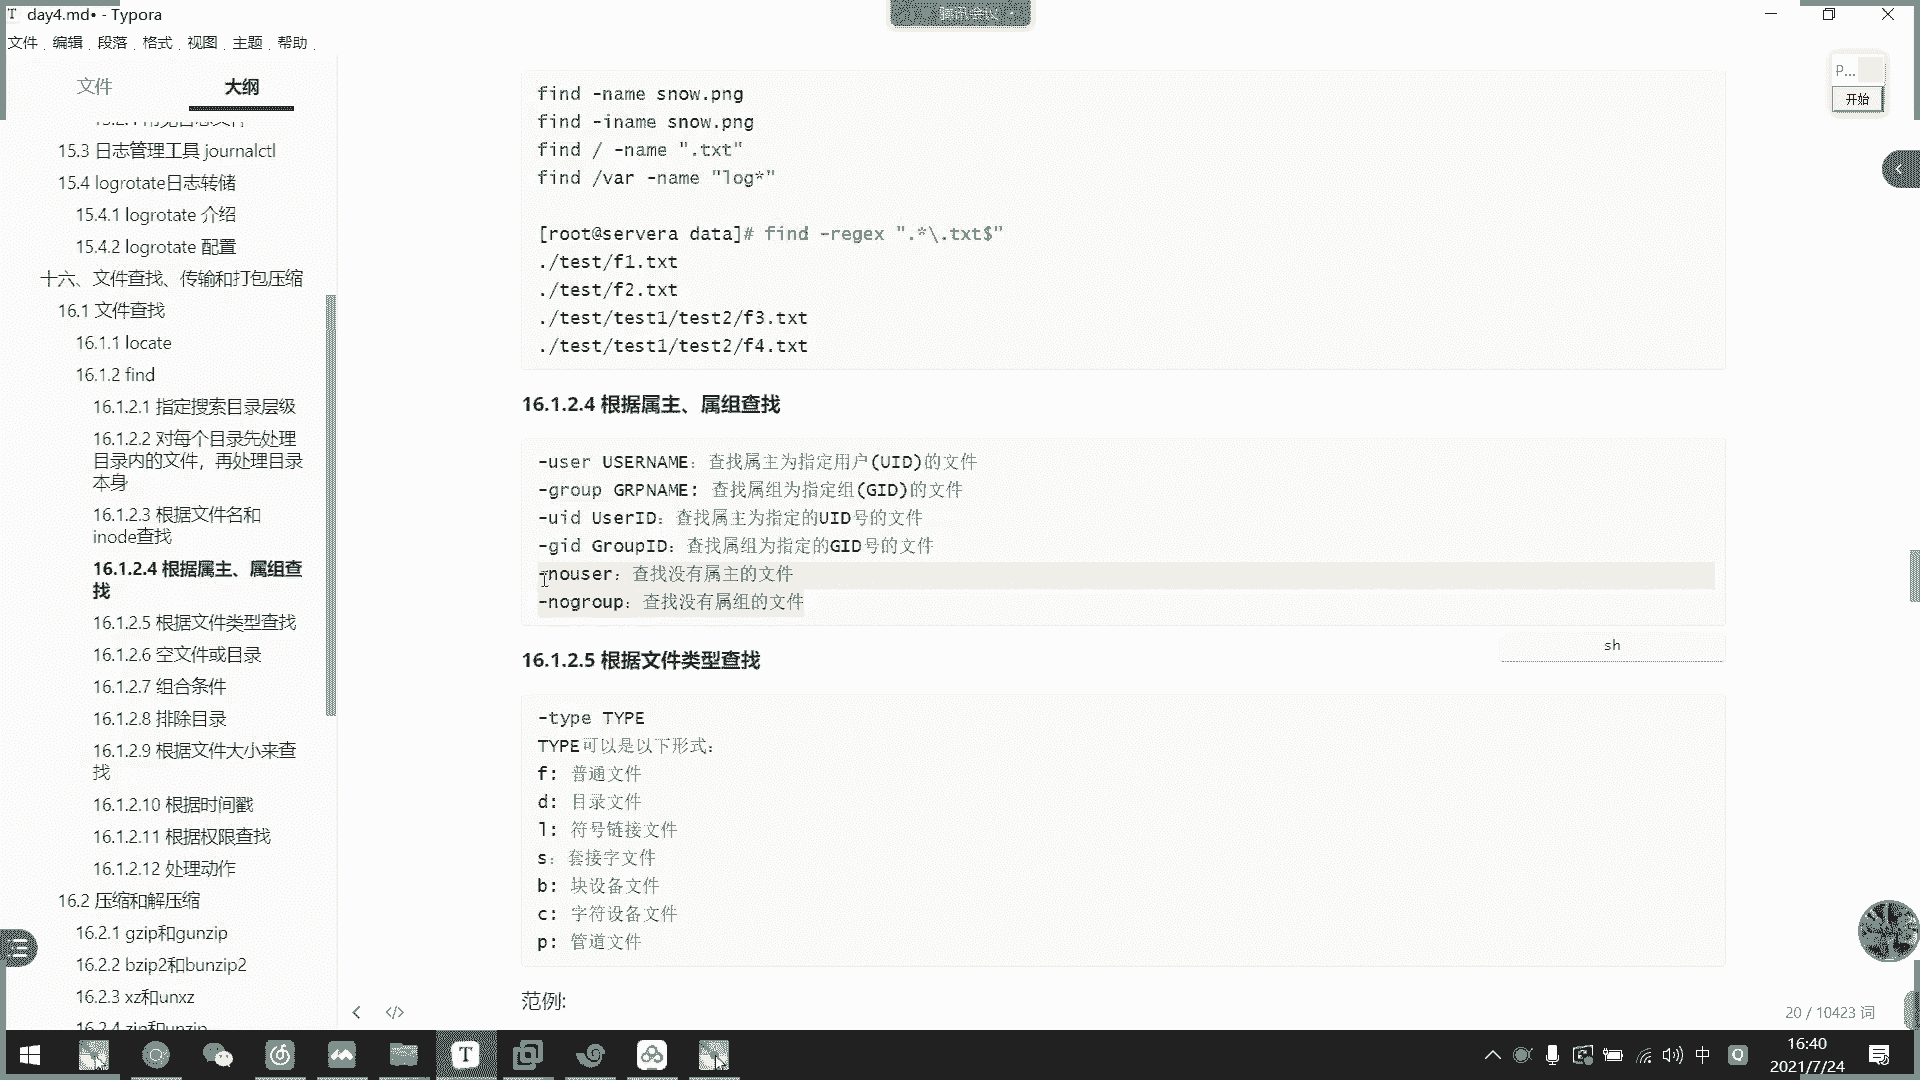 day4.md• - Typora
腾讯会议
文件 编辑 段落 格式 视图 主题 帮助
文件 大纲
15.3 日志管理工具 journalctl
15.4 logrotate日志转储
15.4.1 logrotate 介绍
15.4.2 logrotate 配置
十六、文件查找、传输和打包压缩
16.1 文件查找
16.1.1 locate
16.1.2 find
16.1.2.1 指定搜索目录层级
16.1.2.2 对每个目录先处理
目录内的文件，再处理目录
本身
16.1.2.3 根据文件名和
inode查找
16.1.2.4 根据属主、属组查
找
16.1.2.5 根据文件类型查找
16.1.2.6 空文件或目录
16.1.2.7 组合条件
16.1.2.8 排除目录
16.1.2.9 根据文件大小来查
找
16.1.2.10 根据时间戳
16.1.2.11 根据权限查找
16.1.2.12 处理动作
16.2 压缩和解压缩
16.2.1 gzip和gunzip
16.2.2 bzip2和bunzip2
16.2.3 xz和unxz
16.2.4 zip和unzip
find -name snow.png
find -iname snow.png
find / -name ".txt"
find /var -name "log*"
[root@servera data]# find -regex ".*\.txt$"
./test/f1.txt
./test/f2.txt
./test/test1/test2/f3.txt
./test/test1/test2/f4.txt
16.1.2.4 根据属主、属组查找
-user USERNAME：查找属主为指定用户(UID)的文件
-group GRPNAME: 查找属组为指定组(GID)的文件
-uid UserID：查找属主为指定的UID号的文件
-gid GroupID：查找属组为指定的GID号的文件
-nouser：查找没有属主的文件
-nogroup：查找没有属组的文件
sh
16.1.2.5 根据文件类型查找
-type TYPE
TYPE可以是以下形式：
f: 普通文件
d: 目录文件
l: 符号链接文件
s：套接字文件
b: 块设备文件
c: 字符设备文件
p: 管道文件
范例:
P...
开始
20 / 10423 词
中
16:40
2021/7/24